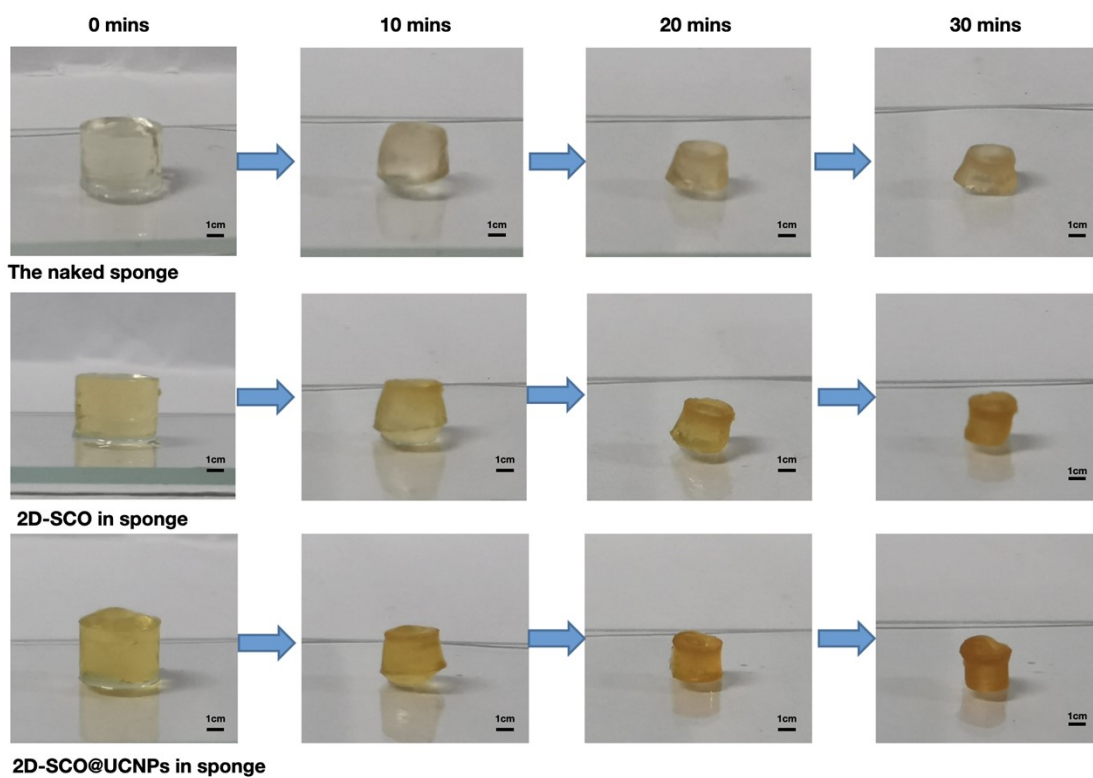 0 mins 10 mins 20 mins 30 mins
1cm 1cm 1cm 1cm
The naked sponge
1cm 1cm 1cm 1cm
2D-SCO in sponge
1cm 1cm 1cm 1cm
2D-SCO@UCNPs in sponge